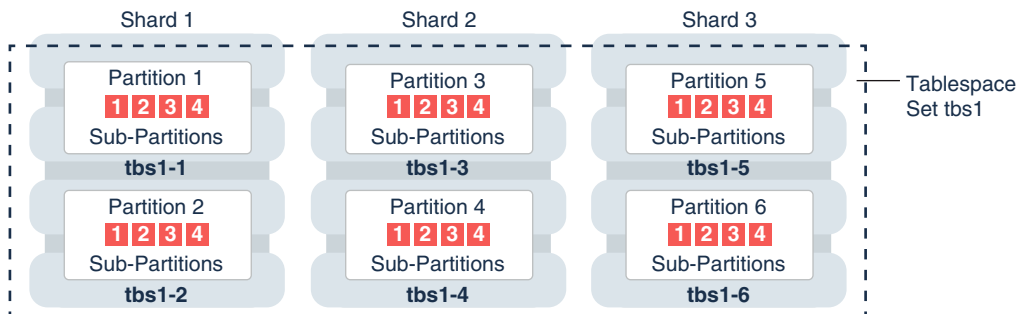 Shard 1
Shard 2
Shard 3
Partition 1
1 2 3 4
Sub-Partitions
tbs1-1
Partition 3
1 2 3 4
Sub-Partitions
tbs1-3
Partition 5
1 2 3 4
Sub-Partitions
tbs1-5
Tablespace
Set tbs1
Partition 2
1 2 3 4
Sub-Partitions
tbs1-2
Partition 4
1 2 3 4
Sub-Partitions
tbs1-4
Partition 6
1 2 3 4
Sub-Partitions
tbs1-6